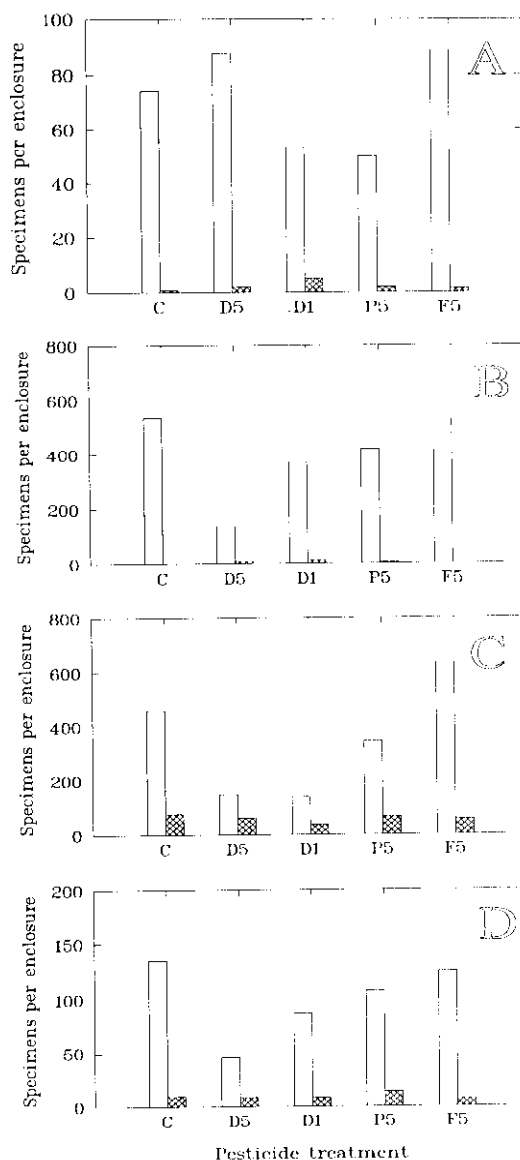 Specimens per enclosure
100
80
60
40
20
0
A
C D5 .D1 P5 F5
Specimens per enclosure
800
600
400
200
0
B
C D5 D1 P5 F5
Specimens per enclosure
800
600
400
200
0
C
C D5 D1 P5 F5
Specimens per enclosure
200
150
100
50
0
D
C D5 D1 P5 F5
Pesticide treatment